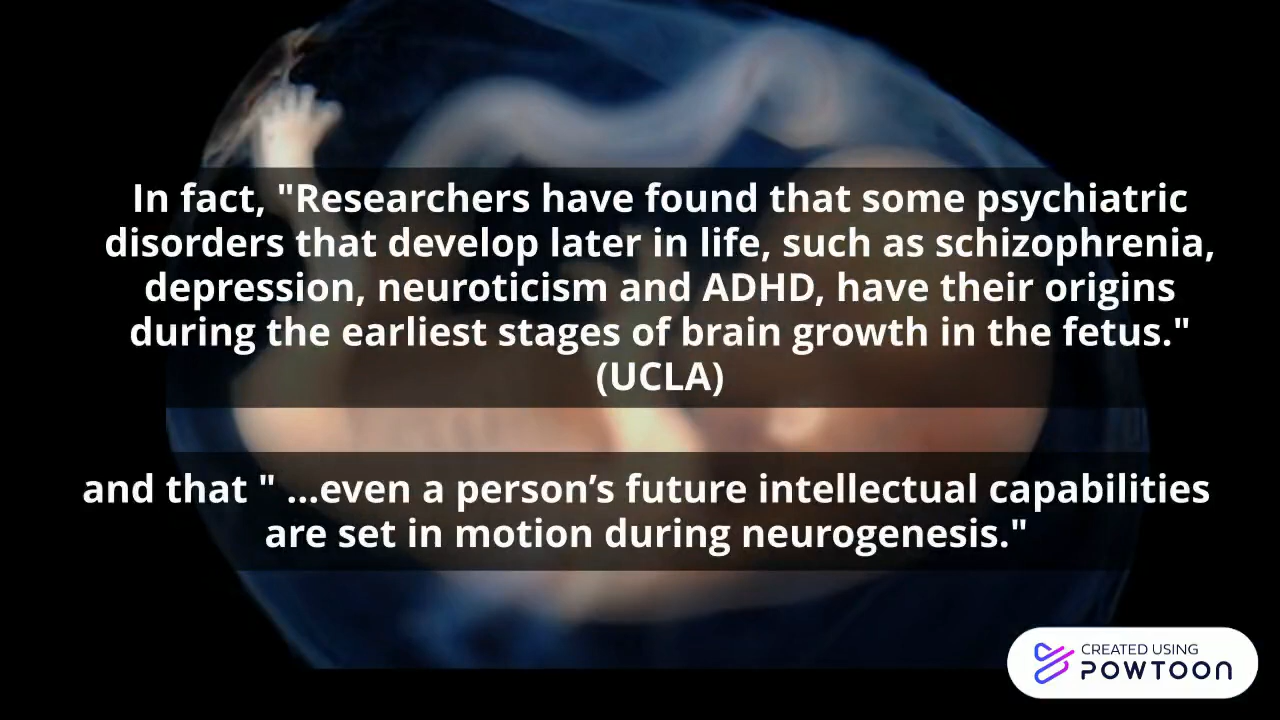 In fact, "Researchers have found that some psychiatric
disorders that develop later in life, such as schizophrenia,
depression, neuroticism and ADHD, have their origins
during the earliest stages of brain growth in the fetus."
(UCLA)
and that " ...even a person’s future intellectual capabilities
are set in motion during neurogenesis."
CREATED USING
POWTOON